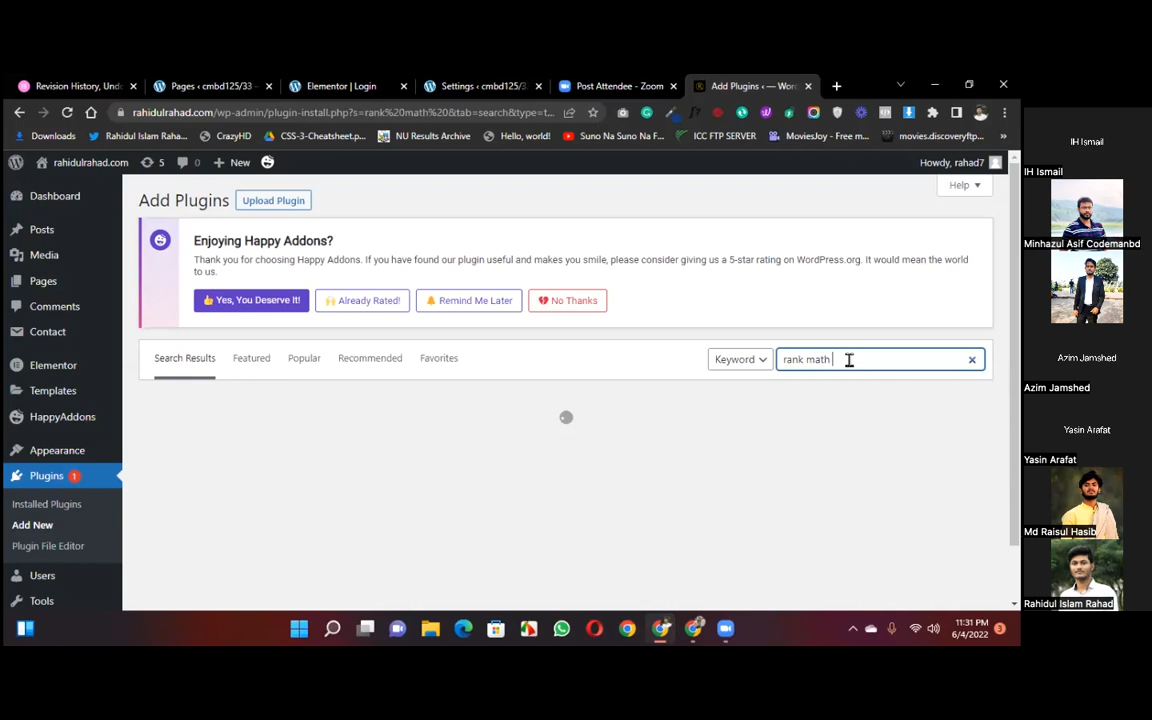 Revision History, Und
Pages ‹ cmbd125/33
Elementor | Login
Settings ‹ cmbd125/3
Post Attendee - Zoom
Add Plugins ‹ — Wor
rahidulrahad.com/wp-admin/plugin-install.php?s=rank%20math%20&tab=search&type=t...
Downloads
Rahidul Islam Raha...
CrazyHD
CSS-3-Cheatsheet.p...
NU Results Archive
Hello, world!
Suno Na Suno Na F...
ICC FTP SERVER
MoviesJoy - Free m...
movies.discoveryftp...
rahidulrahad.com
5
0
New
Howdy, rahad7
Dashboard
Posts
Media
Pages
Comments
Contact
Elementor
Templates
HappyAddons
Appearance
Plugins 1
Installed Plugins
Add New
Plugin File Editor
Users
Tools
Add Plugins
Upload Plugin
Help
Enjoying Happy Addons?
Thank you for choosing Happy Addons. If you have found our plugin useful and makes you smile, please consider giving us a 5-star rating on WordPress.org. It would mean the world
to us.
Yes, You Deserve It!
Already Rated!
Remind Me Later
No Thanks
Search Results
Featured
Popular
Recommended
Favorites
Keyword
rank math
11:31 PM
6/4/2022
3
IH Ismail
IH Ismail
Minhazul Asif Codemanbd
Azim Jamshed
Azim Jamshed
Yasin Arafat
Yasin Arafat
Md Raisul Hasib
Rahidul Islam Rahad